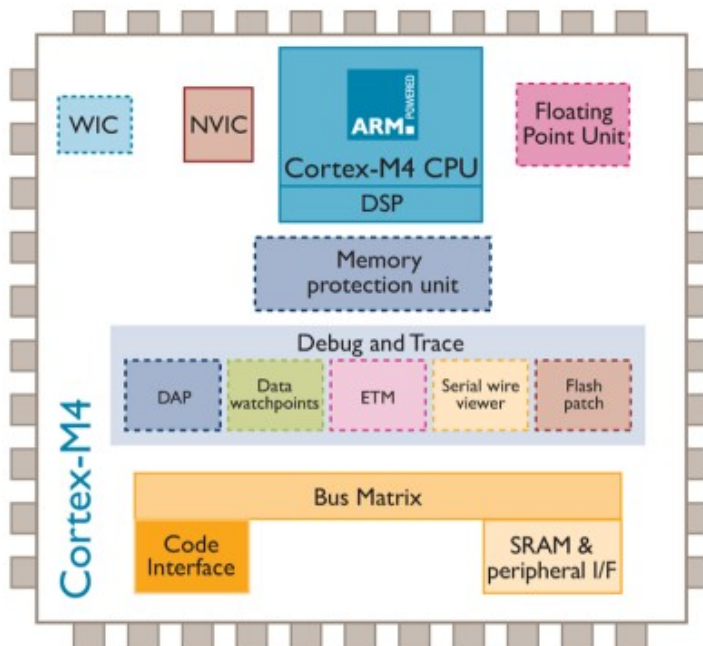 WIC
NVIC
ARM POWERED
Cortex-M4 CPU
DSP
Floating
Point Unit
Memory
protection unit
Debug and Trace
DAP
Data
watchpoints
ETM
Serial wire
viewer
Flash
patch
Bus Matrix
Code
Interface
SRAM &
peripheral I/F
Cortex-M4